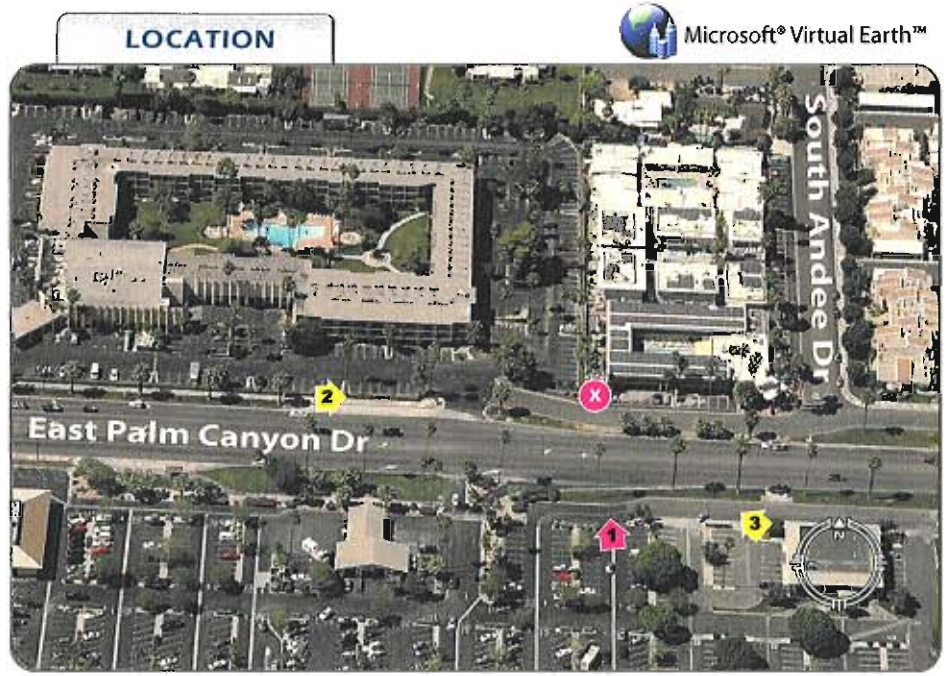 LOCATION
Microsoft® Virtual Earth™
South Andee Dr
X
2
East Palm Canyon Dr
1
3
N